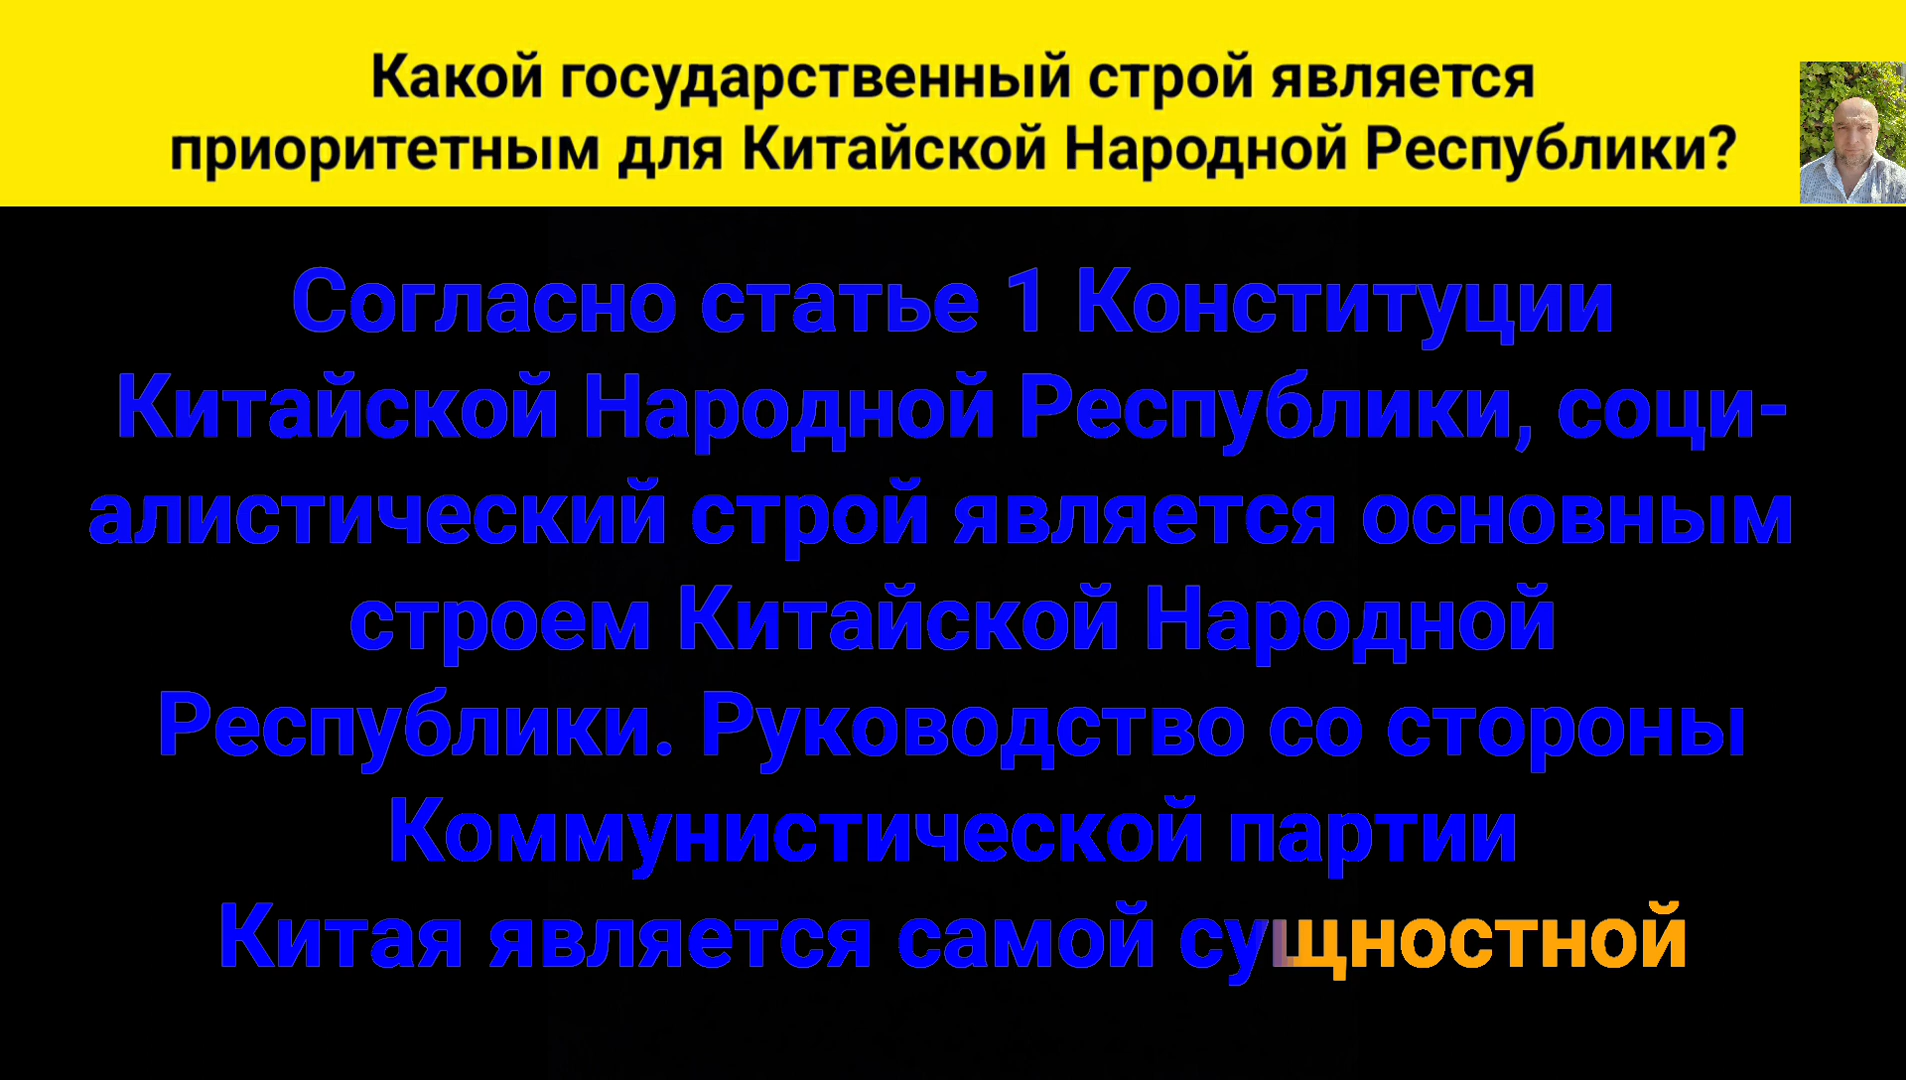 Какой государственный строй является
приоритетным для Китайской Народной Республики?
Согласно статье 1 Конституции
Китайской Народной Республики, соци-
алистический строй является основным
строем Китайской Народной
Республики. Руководство со стороны
Коммунистической партии
Китая является самой сущностной